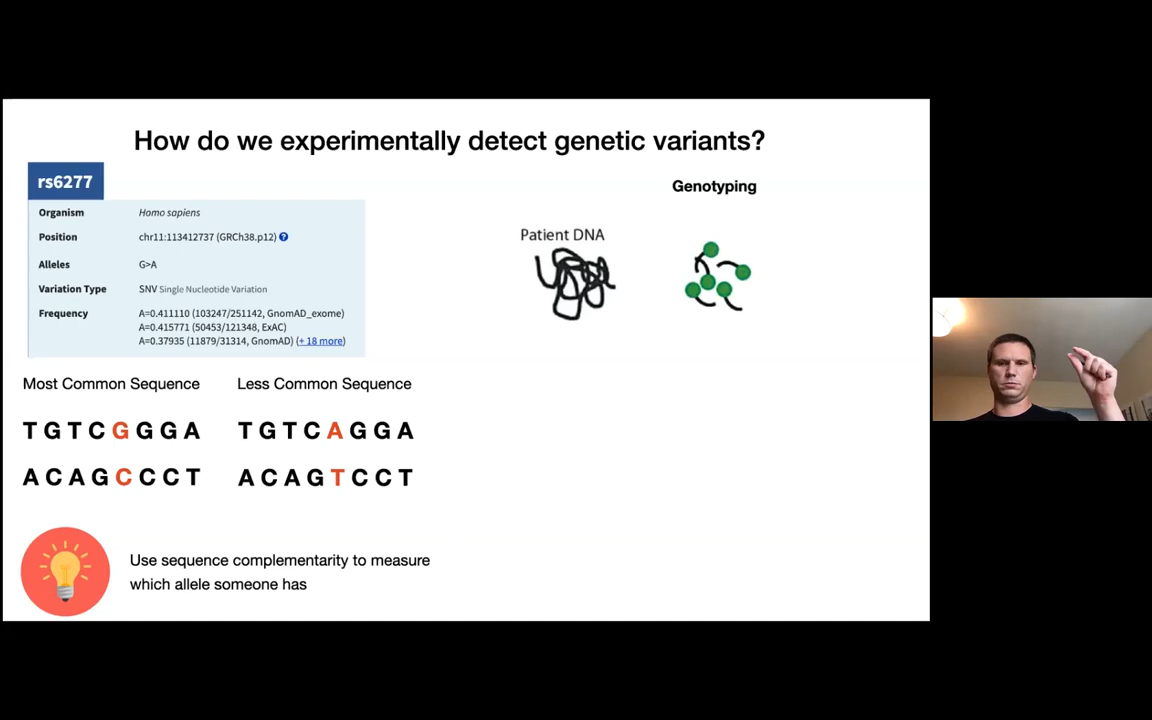 How do we experimentally detect genetic variants?
rs6277
Organism Homo sapiens
Position chr11:113412737 (GRCh38.p12) ?
Alleles G>A
Variation Type SNV Single Nucleotide Variation
Frequency A=0.411110 (103247/251142, GnomAD_exome)
A=0.415771 (50453/121348, ExAC)
A=0.37935 (11879/31314, GnomAD) (+ 18 more)
Genotyping
Patient DNA
Most Common Sequence
T G T C G G G A
A C A G C C C T
Less Common Sequence
T G T C A G G A
A C A G T C C T
Use sequence complementarity to measure
which allele someone has